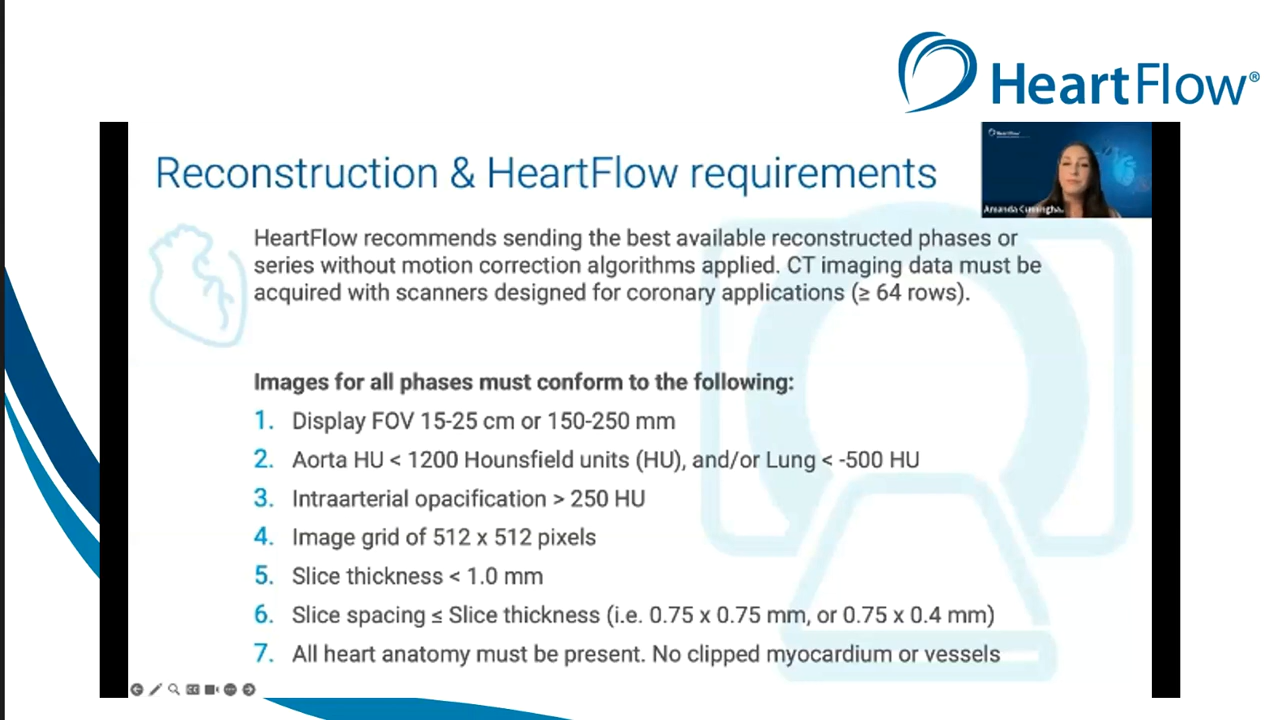 HeartFlow®
Reconstruction & HeartFlow requirements
HeartFlow
HeartFlow recommends sending the best available reconstructed phases or
series without motion correction algorithms applied. CT imaging data must be
acquired with scanners designed for coronary applications (≥ 64 rows).
Images for all phases must conform to the following:
1. Display FOV 15-25 cm or 150-250 mm
2. Aorta HU < 1200 Hounsfield units (HU), and/or Lung < -500 HU
3. Intraarterial opacification > 250 HU
4. Image grid of 512 x 512 pixels
5. Slice thickness < 1.0 mm
6. Slice spacing ≤ Slice thickness (i.e. 0.75 x 0.75 mm, or 0.75 x 0.4 mm)
7. All heart anatomy must be present. No clipped myocardium or vessels
Amanda
CC